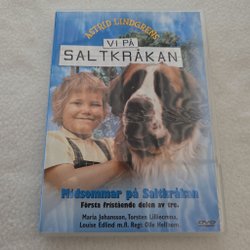 ASTRID LINDGRENS
VI PÅ
SALTKRÅKAN
Midsommar på Saltkråkan
Första fristående delen av tre.
Maria Johansson, Torsten Lilliecrona,
Louise Edlind m.fl. Regi: Olle Hellbom
DVD